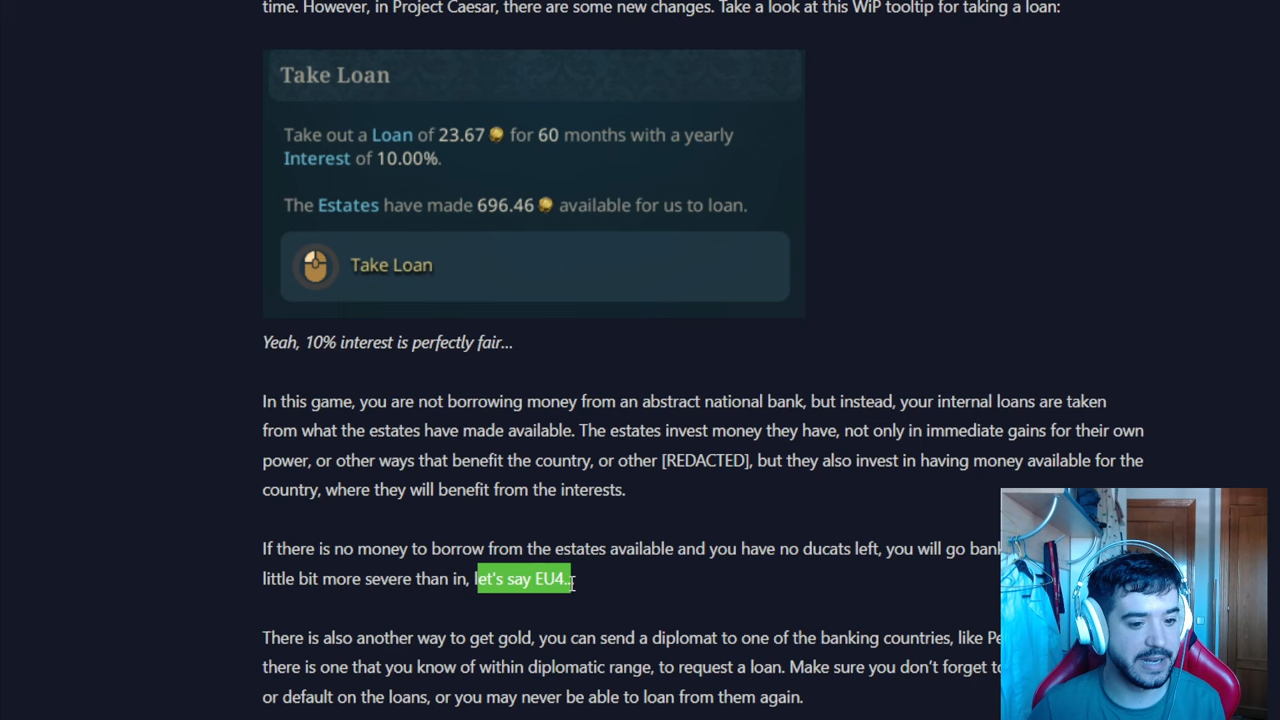 time. However, in Project Caesar, there are some new changes. Take a look at this WiP tooltip for taking a loan:
Take Loan
Take out a Loan of 23.67 for 60 months with a yearly
Interest of 10.00%.
The Estates have made 696.46 available for us to loan.
Take Loan
Yeah, 10% interest is perfectly fair...
In this game, you are not borrowing money from an abstract national bank, but instead, your internal loans are taken
from what the estates have made available. The estates invest money they have, not only in immediate gains for their own
power, or other ways that benefit the country, or other [REDACTED], but they also invest in having money available for the
country, where they will benefit from the interests.
If there is no money to borrow from the estates available and you have no ducats left, you will go
little bit more severe than in, let's say EU4..
There is also another way to get gold, you can send a diplomat to one of the banking countries, like
there is one that you know of within diplomatic range, to request a loan. Make sure you don't forget
or default on the loans, or you may never be able to loan from them again.